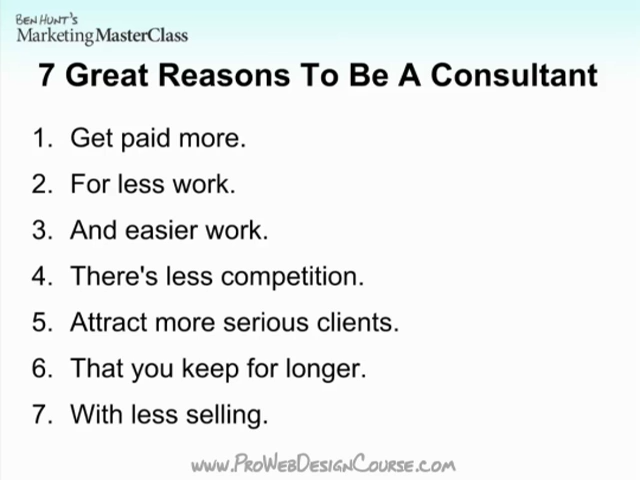 BEN HUNT'S
Marketing MasterClass
7 Great Reasons To Be A Consultant
1. Get paid more.
2. For less work.
3. And easier work.
4. There's less competition.
5. Attract more serious clients.
6. That you keep for longer.
7. With less selling.
www.ProWebDesignCourse.com